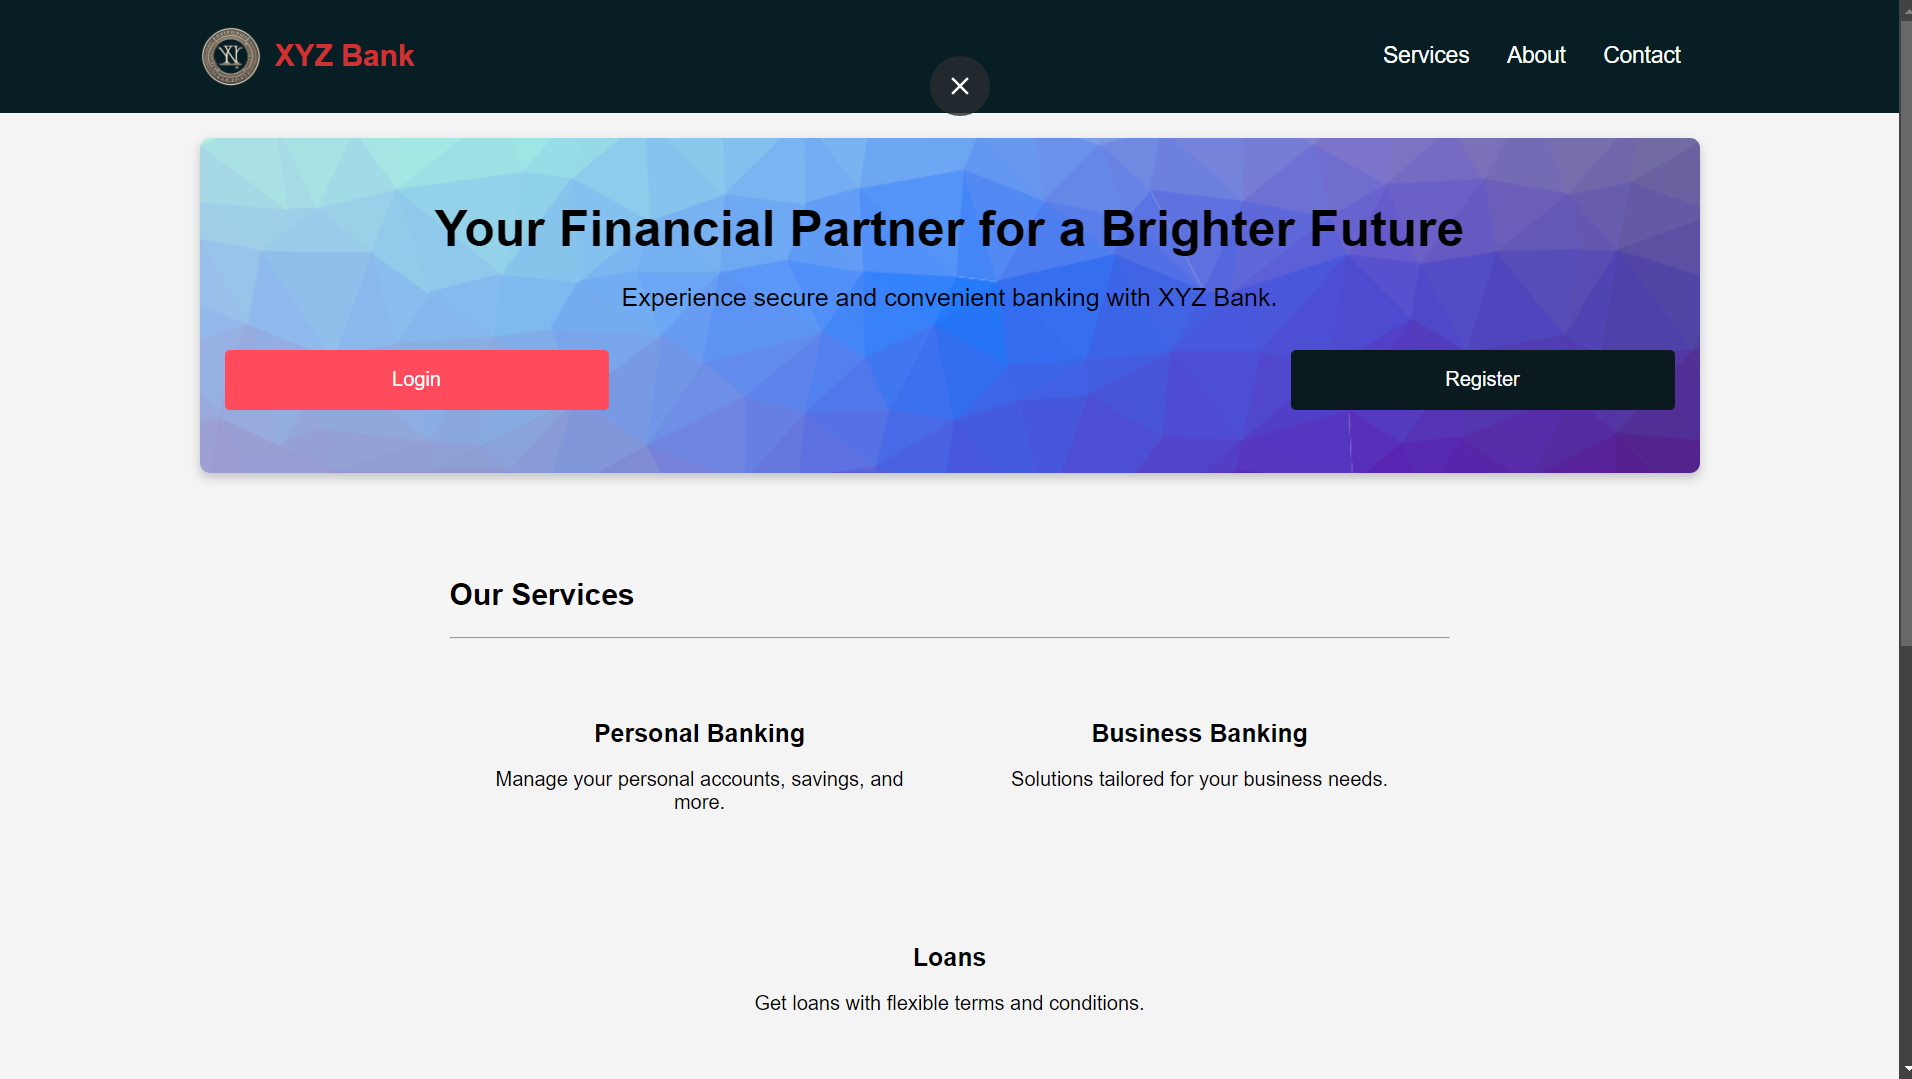 XYZ Bank
Services
About
Contact
Your Financial Partner for a Brighter Future
Experience secure and convenient banking with XYZ Bank.
Login
Register
Our Services
Personal Banking
Manage your personal accounts, savings, and
more.
Business Banking
Solutions tailored for your business needs.
Loans
Get loans with flexible terms and conditions.